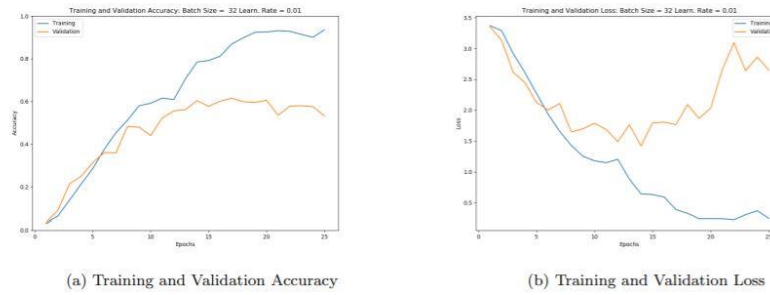 Training and Validation Accuracy: Batch Size = 32 Learn. Rate = 0.01
Training
Validation
1.0
0.8
0.6
0.4
0.2
0.0
Accuracy
0
5
10
15
20
25
Epochs
(a) Training and Validation Accuracy
Training and Validation Loss: Batch Size = 32 Learn. Rate = 0.01
Trainin
Validat
3.5
3.0
2.5
2.0
1.5
1.0
0.5
Loss
0
5
10
15
20
25
Epochs
(b) Training and Validation Loss